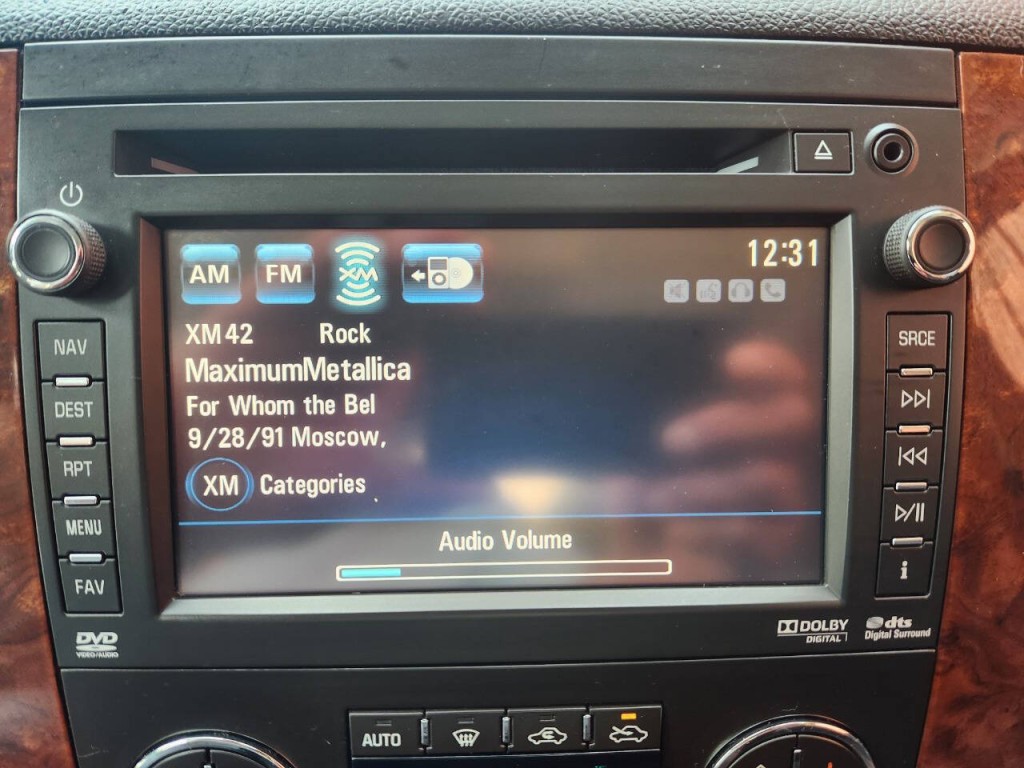 AM FM XM 12:31
XM 42 Rock
MaximumMetallica
For Whom the Bel
9/28/91 Moscow,
XM Categories
Audio Volume
NAV
DEST
RPT
MENU
FAV
SRCE
i
DVD
VIDEO/AUDIO
DOLBY
DIGITAL
dts
Digital Surround
AUTO